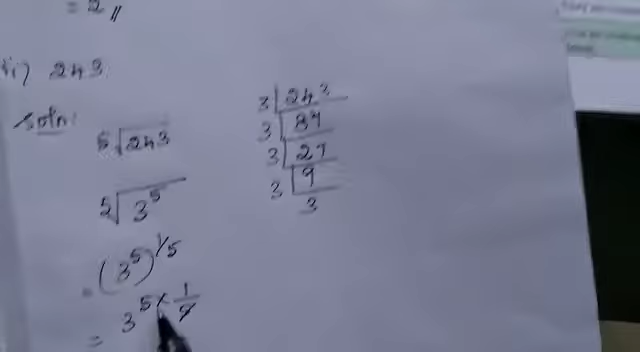 = 2 //
ii) 243
Soln:
⁵√243
⁵√3⁵
= (3⁵)^1/5
= 3^5×1/5
3 | 243
3 | 81
3 | 27
3 | 9
3